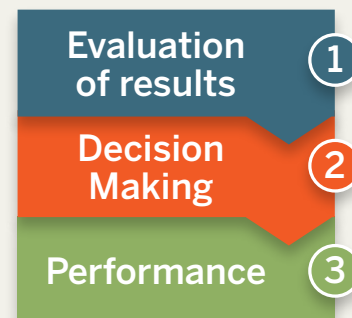 Evaluation
of results
1
Decision
Making
2
Performance
3